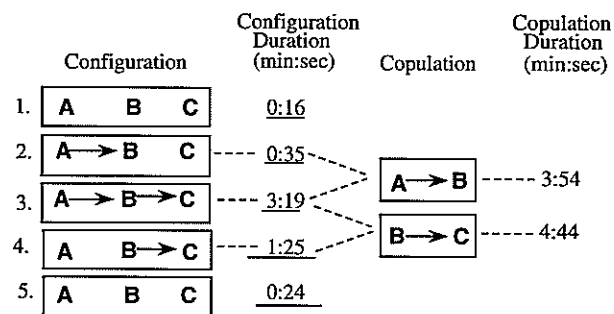 Configuration Copulation
Duration Duration
Configuration (min:sec) Copulation (min:sec)
1. A B C 0:16
2. A B C 0:35
A B 3:54
3. A B C 3:19
B C 4:44
4. A B C 1:25
5. A B C 0:24